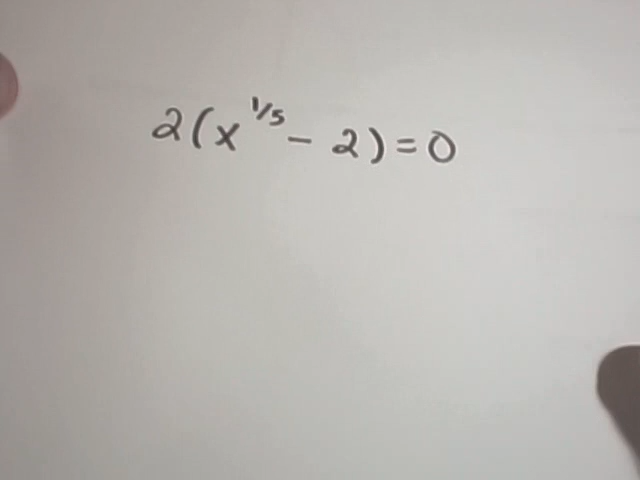 2(x^{1/5} - 2) = 0